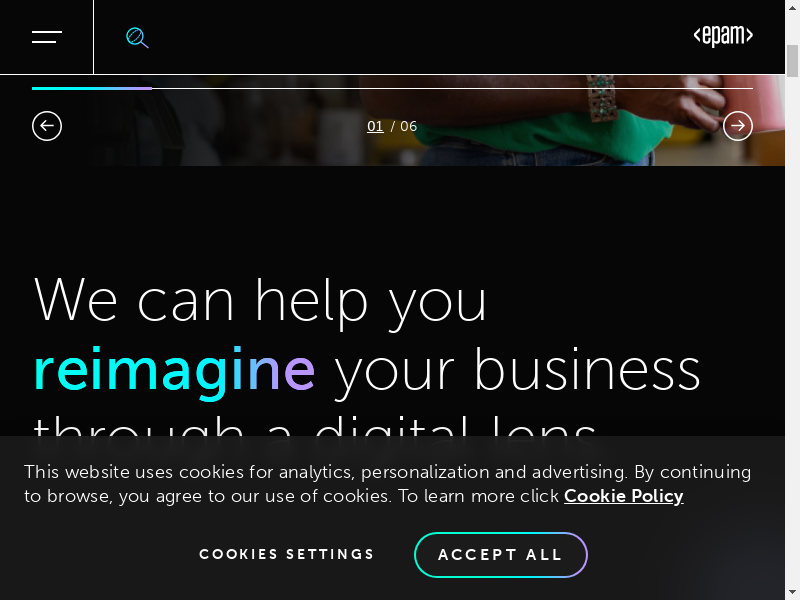 <epam>
01 / 06
We can help you
reimagine your business
through a digital lens
This website uses cookies for analytics, personalization and advertising. By continuing
to browse, you agree to our use of cookies. To learn more click Cookie Policy
COOKIES SETTINGS
ACCEPT ALL